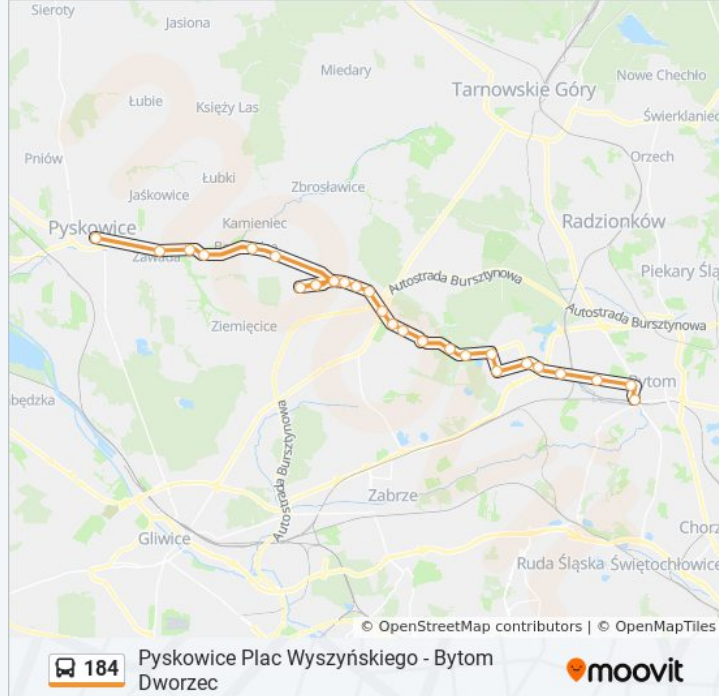 Sieroty
Jasiona
Miedary
Nowe Chechło
Tarnowskie Góry
Łubie
Księży Las
Świerklaniec
Pniów
Łubki
Orzech
Jaśkowice
Zbrosławice
Pyskowice
Kamieniec
Radzionków
Zawada
Piekary Ślą
Autostrada Bursztynowa
Autostrada Bursztynowa
Ziemięcice
Bytom
będzka
Autostrada Bursztynowa
Zabrze
Gliwice
Chorz
Ruda Śląska
Świętochłowice
© OpenStreetMap contributors | © OpenMapTiles
184
Pyskowice Plac Wyszyńskiego - Bytom
Dworzec
moovit